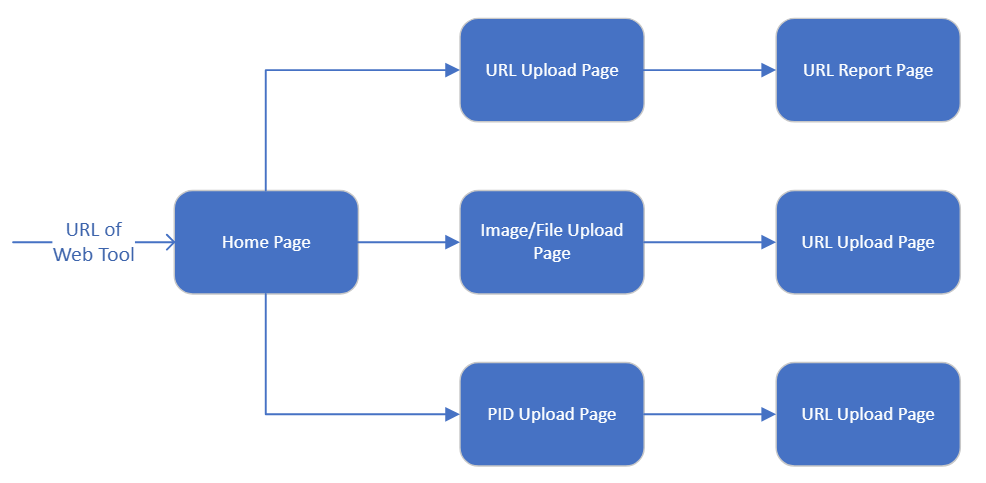 URL Upload Page
URL Report Page
URL of
Web Tool
Home Page
Image/File Upload
Page
URL Upload Page
PID Upload Page
URL Upload Page